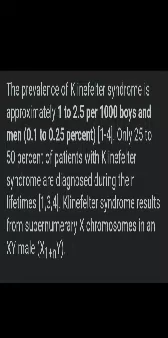 The prevalence of Klinefelter syndrome is
approximately 1 to 2.5 per 1000 boys and
men (0.1 to 0.25 percent) [1-4]. Only 25 to
50 percent of patients with Klinefelter
syndrome are diagnosed during their
lifetimes [1,3,4]. Klinefelter syndrome results
from supernumerary X chromosomes in an
XY male (X1+nY).